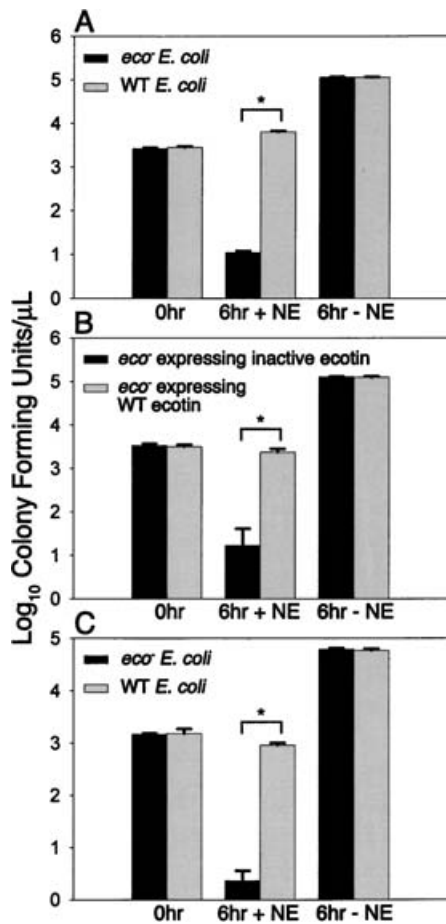 A
6
eco- E. coli
5
WT E. coli
*
4
3
2
1
0
0hr 6hr + NE 6hr - NE
B
6
eco- expressing inactive ecotin
5
eco- expressing
WT ecotin
*
4
3
2
1
0
0hr 6hr + NE 6hr - NE
C
5
eco- E. coli
WT E. coli
4
*
3
2
1
0
0hr 6hr + NE 6hr - NE
Log10 Colony Forming Units/μL